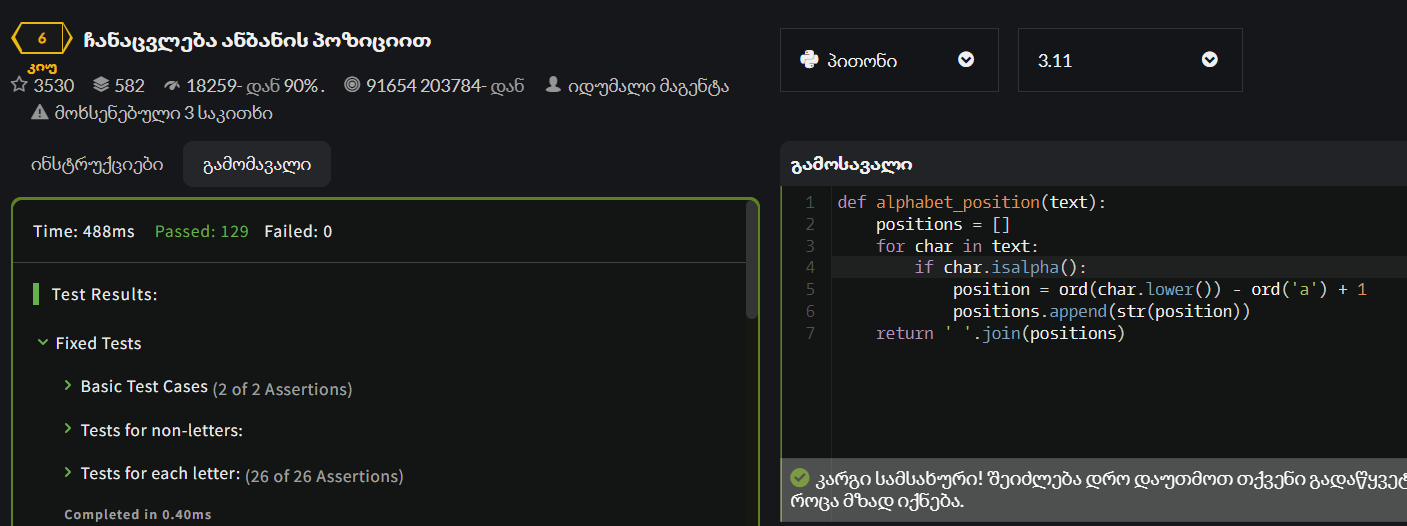 6
კიუ
ჩანაცვლება ანბანის პოზიციით
3530 582 18259- დან 90% . 91654 203784- დან იდუმალი მაგენტა
მოხსენებული 3 საკითხი
ინსტრუქციები გამომავალი
Time: 488ms Passed: 129 Failed: 0
Test Results:
Fixed Tests
Basic Test Cases (2 of 2 Assertions)
Tests for non-letters:
Tests for each letter: (26 of 26 Assertions)
Completed in 0.40ms
პითონი 3.11
გამოსავალი
1 def alphabet_position(text):
2     positions = []
3     for char in text:
4         if char.isalpha():
5             position = ord(char.lower()) - ord('a') + 1
6             positions.append(str(position))
7     return ' '.join(positions)
კარგი სამსახური! შეიძლება დრო დაუთმოთ თქვენი
როცა მზად იქნება.